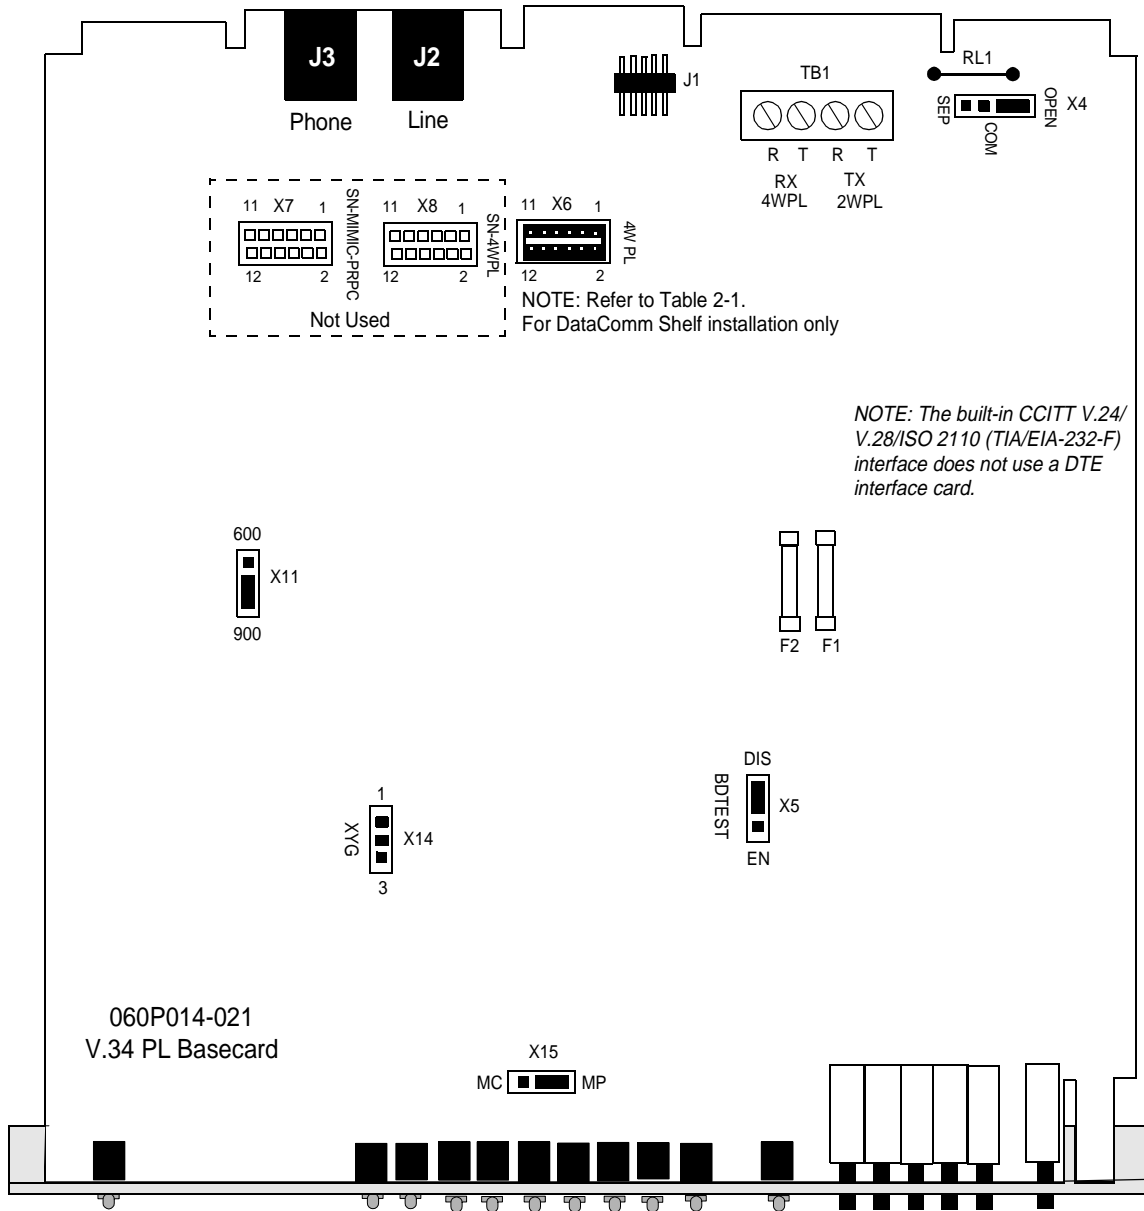 J3
J2
Phone
Line
J1
TB1
R T R T
RX TX
4WPL 2WPL
RL1
SEP
COM
OPEN
X4
11 X7 1
12 2
SN-MIMIC-PRPC
11 X8 1
12 2
SN-4WPL
Not Used
11 X6 1
12 2
4W PL
NOTE: Refer to Table 2-1.
For DataComm Shelf installation only
NOTE: The built-in CCITT V.24/
V.28/ISO 2110 (TIA/EIA-232-F)
interface does not use a DTE
interface card.
600
X11
900
F2 F1
DIS
BDTEST
X5
EN
1
XYG
X14
3
060P014-021
V.34 PL Basecard
X15
MC MP